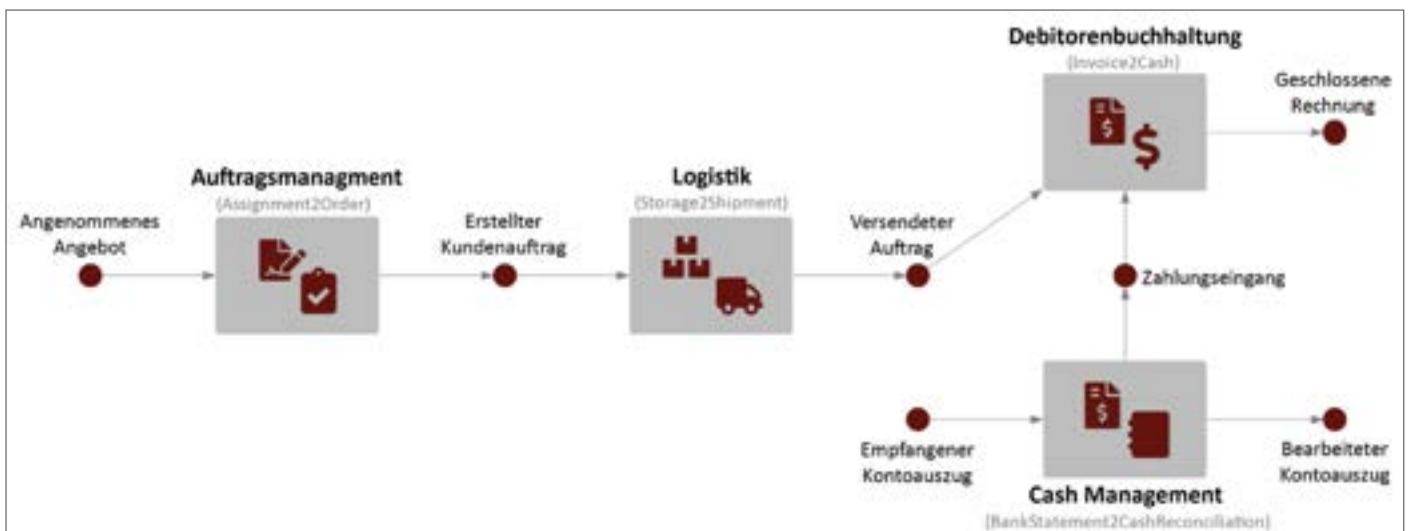 Debitorenbuchhaltung
(Invoice2Cash)
Geschlossene
Rechnung
Auftragsmanagment
(Assignment2Order)
Logistik
(Storage2Shipment)
Angenommenes
Angebot
Erstellter
Kundenauftrag
Versendeter
Auftrag
Zahlungseingang
Empfangener
Kontoauszug
Bearbeiteter
Kontoauszug
Cash Management
(BankStatement2CashReconciliation)